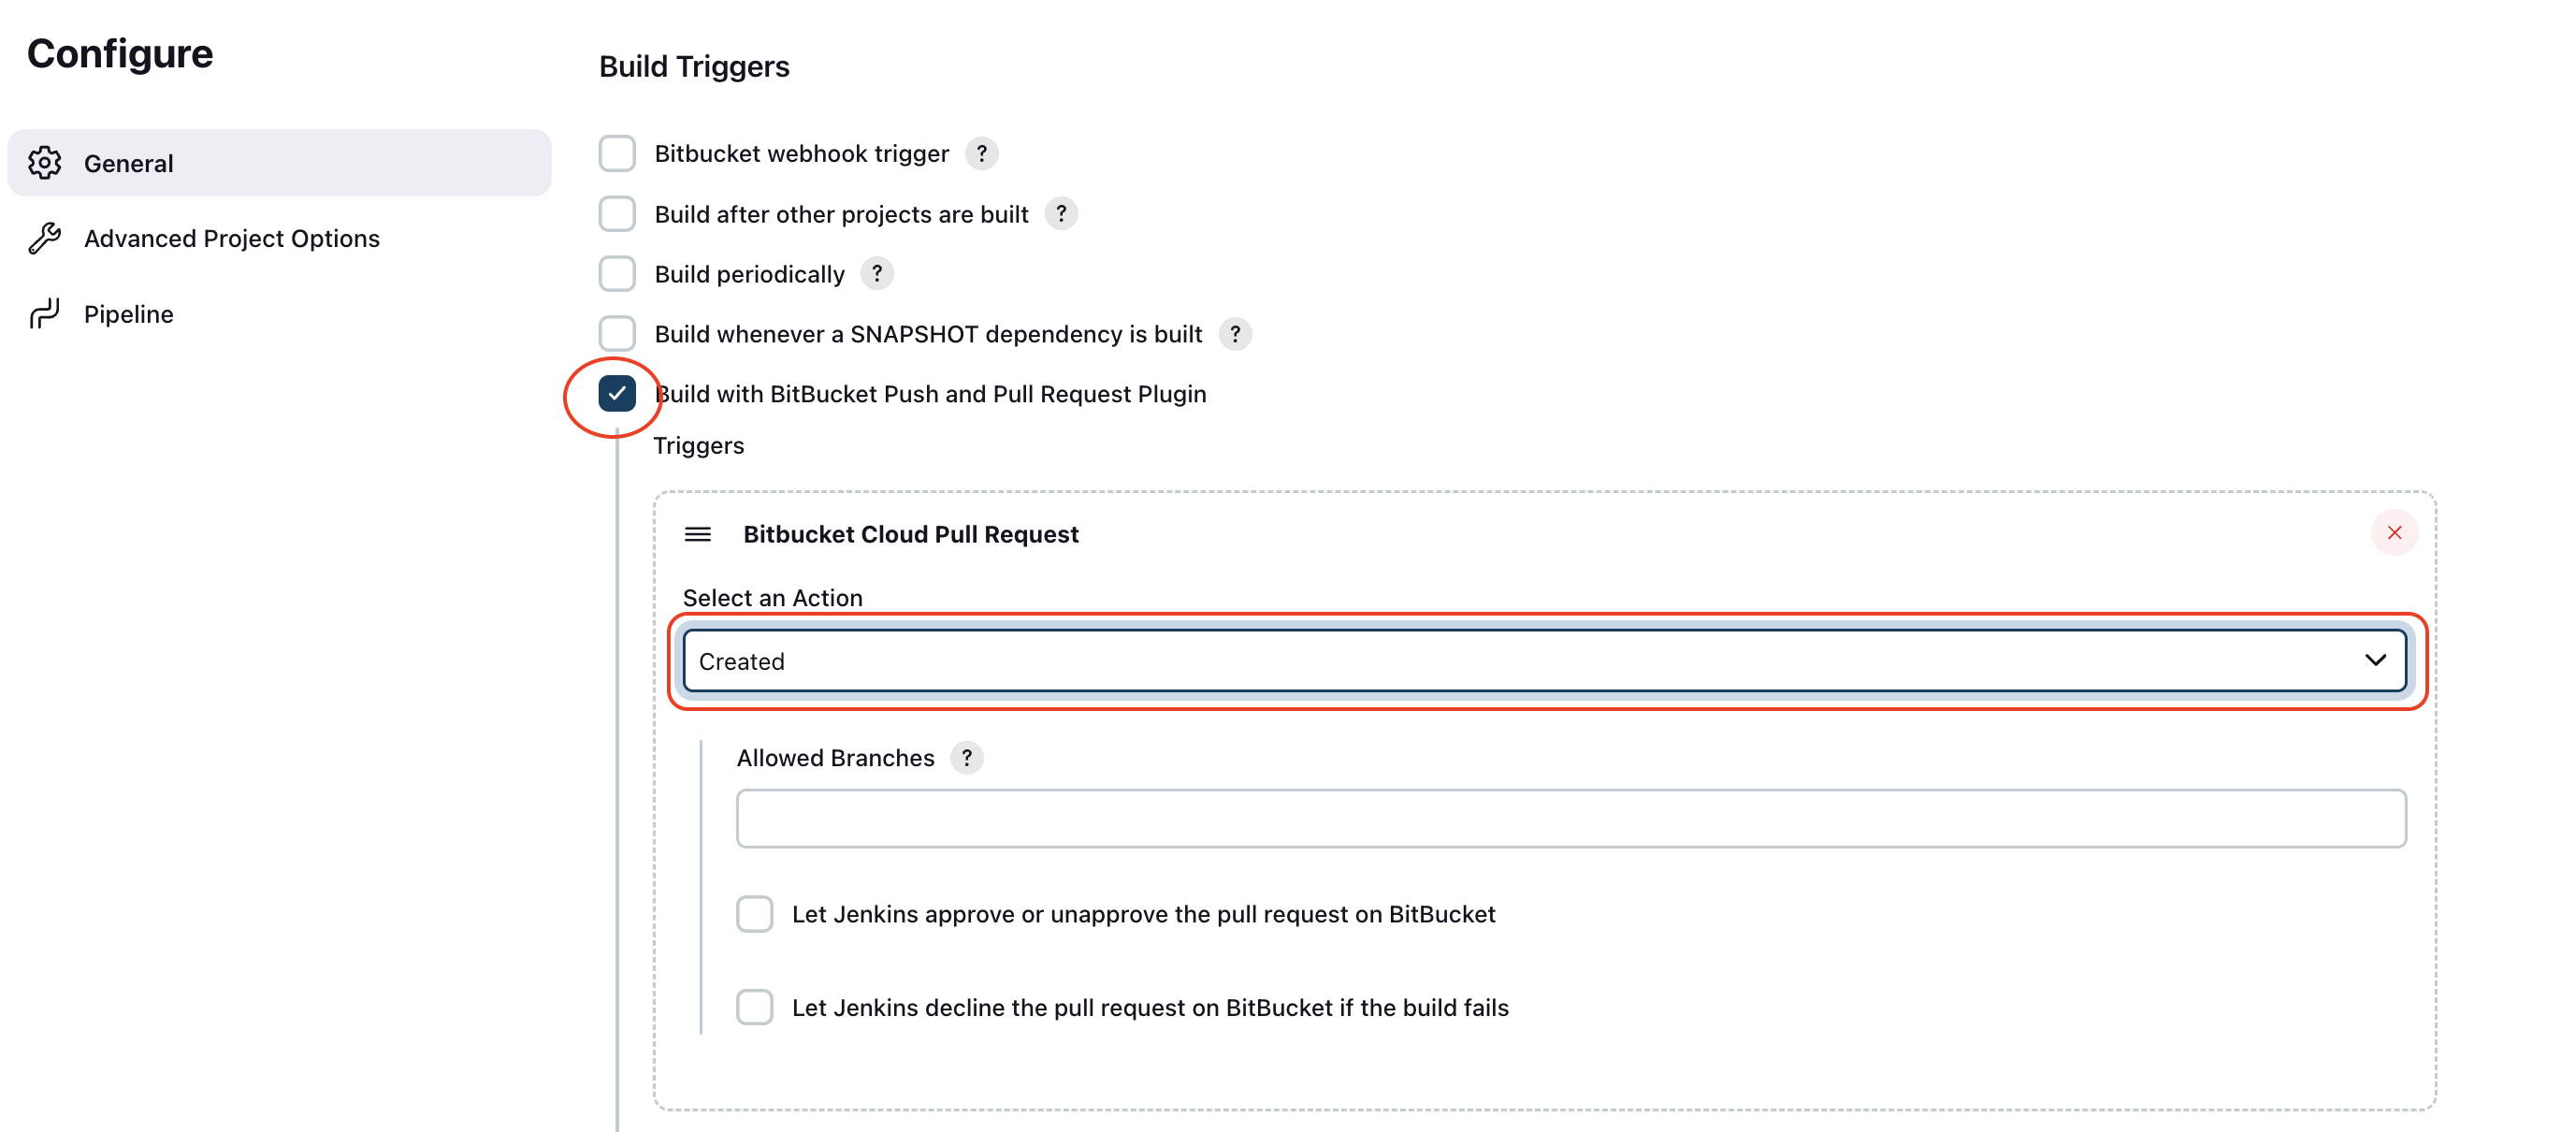 Configure
General
Advanced Project Options
Pipeline
Build Triggers
Bitbucket webhook trigger ?
Build after other projects are built ?
Build periodically ?
Build whenever a SNAPSHOT dependency is built ?
Build with BitBucket Push and Pull Request Plugin
Triggers
Bitbucket Cloud Pull Request
Select an Action
Created
Allowed Branches ?
Let Jenkins approve or unapprove the pull request on BitBucket
Let Jenkins decline the pull request on BitBucket if the build fails